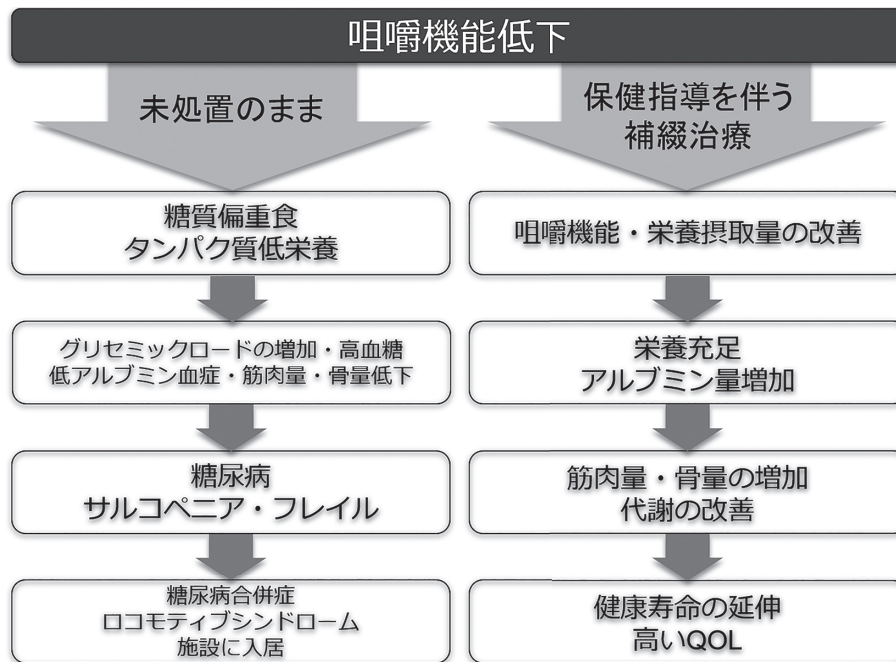 咀嚼機能低下
未処置のまま
糖質偏重食
タンパク質低栄養
グリセミックロードの増加・高血糖
低アルブミン血症・筋肉量・骨量低下
糖尿病
サルコペニア・フレイル
糖尿病合併症
ロコモティブシンドローム
施設に入居
保健指導を伴う
補綴治療
咀嚼機能・栄養摂取量の改善
栄養充足
アルブミン量増加
筋肉量・骨量の増加
代謝の改善
健康寿命の延伸
高いQOL